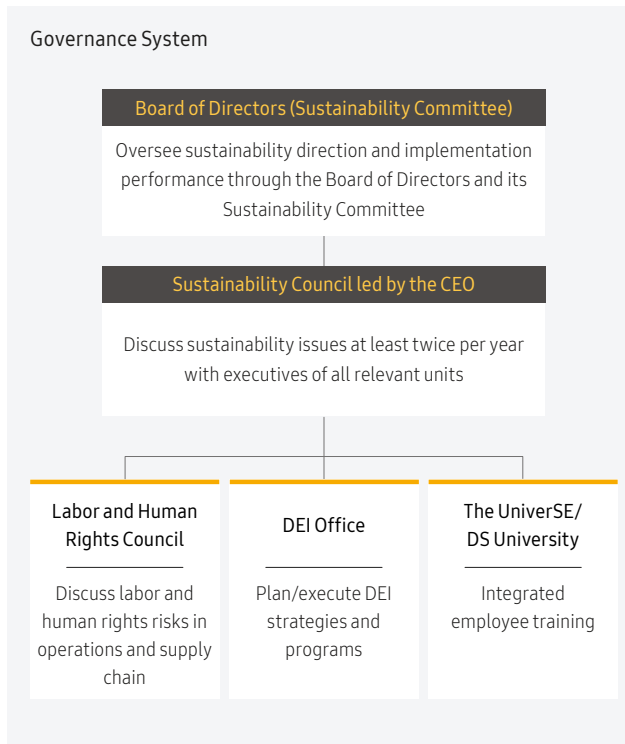 Governance System
Board of Directors (Sustainability Committee)
Oversee sustainability direction and implementation
performance through the Board of Directors and its
Sustainability Committee
Sustainability Council led by the CEO
Discuss sustainability issues at least twice per year
with executives of all relevant units
Labor and Human
Rights Council
Discuss labor and
human rights risks in
operations and supply
chain
DEI Office
Plan/execute DEI
strategies and
programs
The UniverSE/
DS University
Integrated
employee training